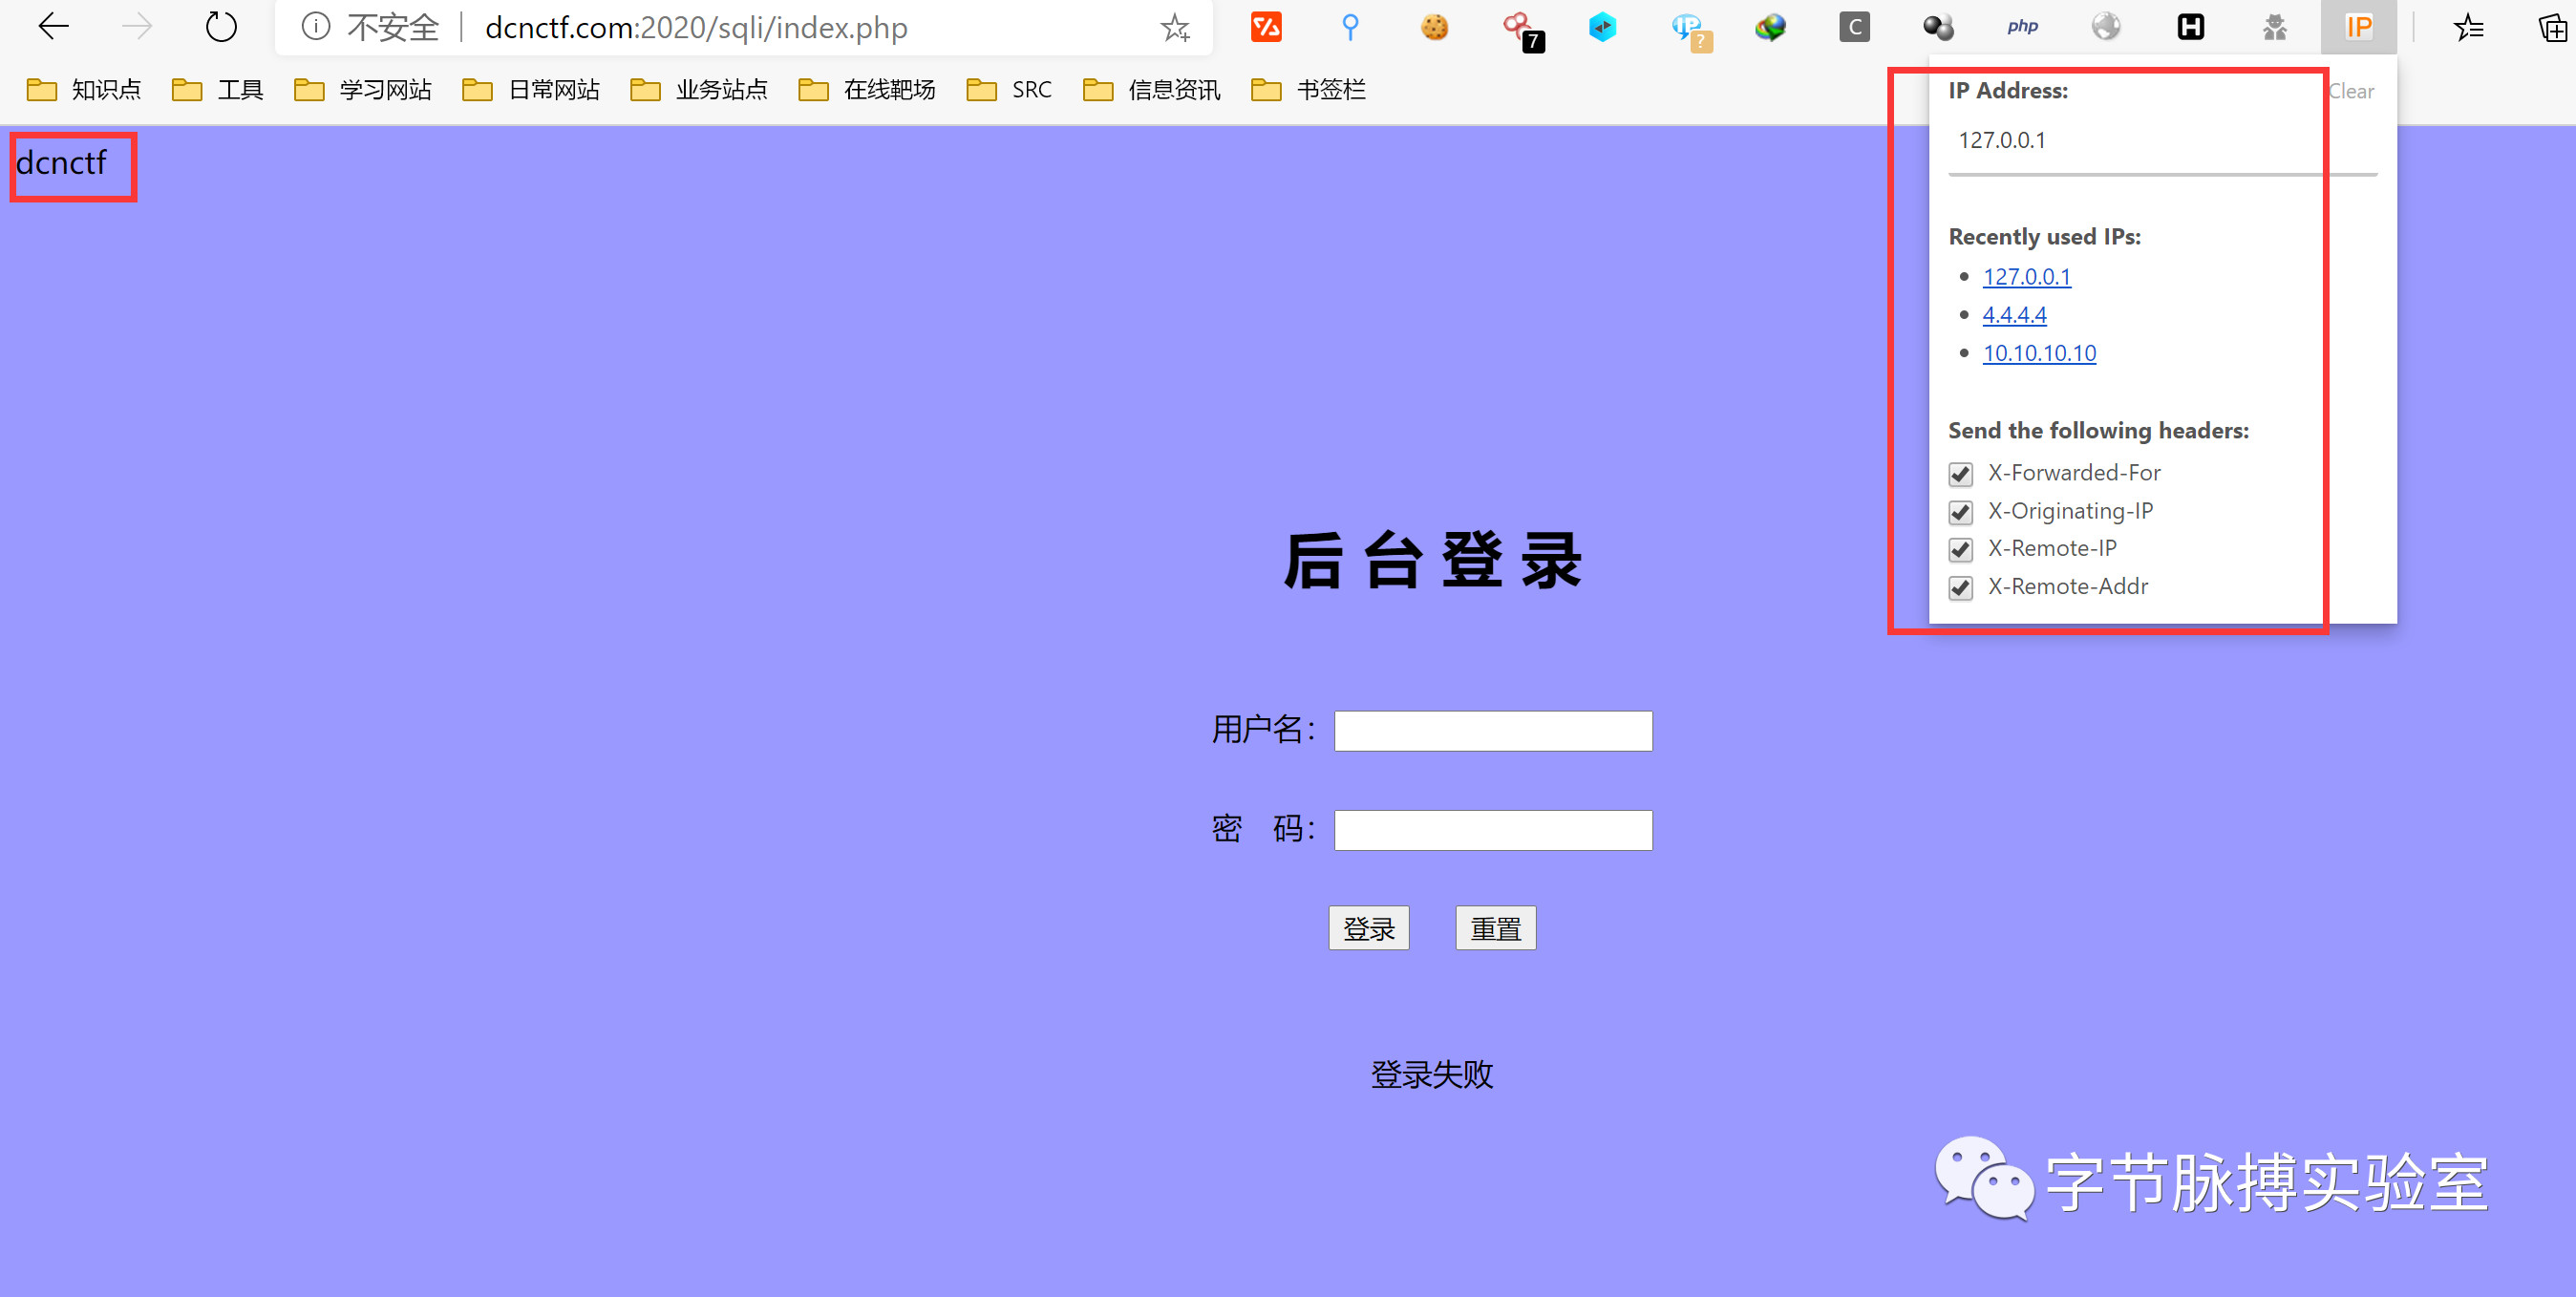 不安全 dcnctf.com:2020/sqli/index.php
7
?
C
php
H
IP
知识点 工具 学习网站 日常网站 业务站点 在线靶场 SRC 信息资讯 书签栏
IP Address: Clear
127.0.0.1
Recently used IPs:
127.0.0.1
4.4.4.4
10.10.10.10
Send the following headers:
X-Forwarded-For
X-Originating-IP
X-Remote-IP
X-Remote-Addr
dcnctf
后台登录
用户名：
密 码：
登录 重置
登录失败
字节脉搏实验室